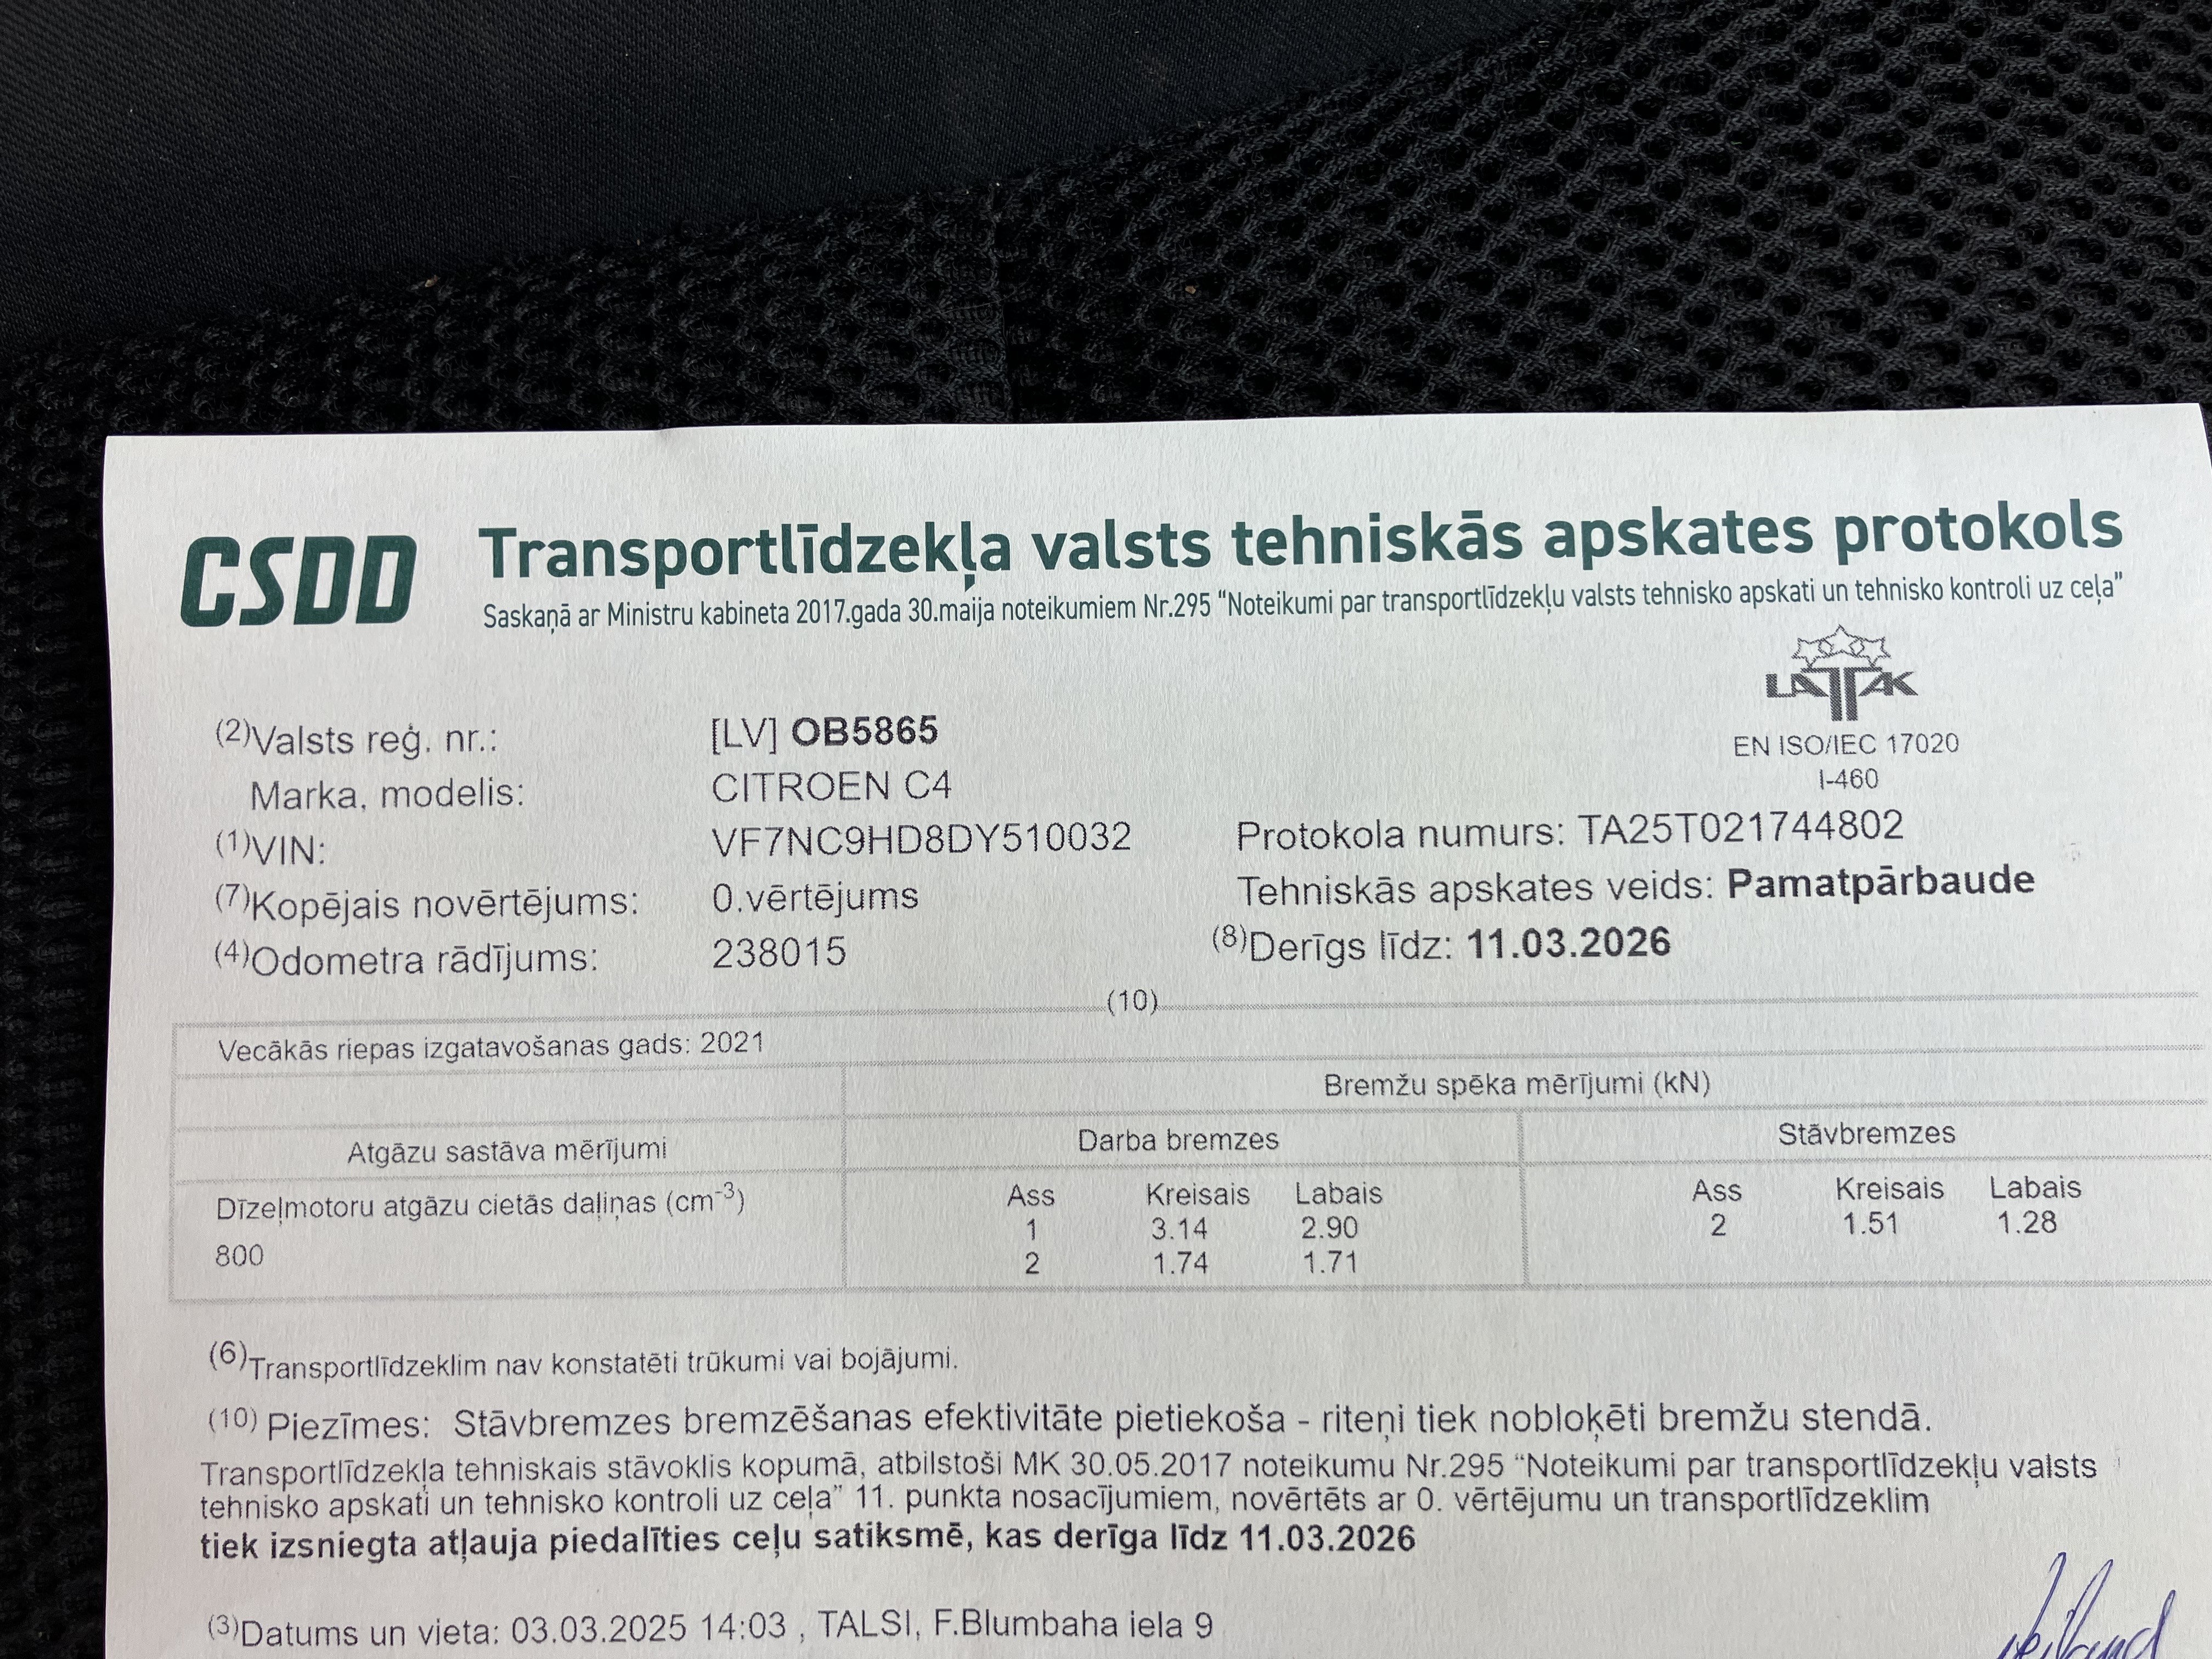 CSDD
Transportlīdzekļa valsts tehniskās apskates protokols
Saskaņā ar Ministru kabineta 2017.gada 30.maija noteikumiem Nr.295 "Noteikumi par transportlīdzekļu valsts tehnisko apskati un tehnisko kontroli uz ceļa"
LATAK
EN ISO/IEC 17020
I-460
(2)Valsts reģ. nr.: [LV] OB5865
Marka, modelis: CITROEN C4
(1)VIN: VF7NC9HD8DY510032 Protokola numurs: TA25T021744802
(7)Kopējais novērtējums: 0.vērtējums Tehniskās apskates veids: Pamatpārbaude
(4)Odometra rādījums: 238015 (8)Derīgs līdz: 11.03.2026
(10)
Vecākās riepas izgatavošanas gads: 2021
Bremžu spēka mērījumi (kN)
Atgāzu sastāva mērījumi Darba bremzes Stāvbremzes
Dīzeļmotoru atgāzu cietās daļiņas (cm-3) Ass Kreisais Labais Ass Kreisais Labais
1 3.14 2.90 2 1.51 1.28
800 2 1.74 1.71
(6)Transportlīdzeklim nav konstatēti trūkumi vai bojājumi.
(10) Piezīmes: Stāvbremzes bremzēšanas efektivitāte pietiekoša - riteņi tiek nobloķēti bremžu stendā.
Transportlīdzekļa tehniskais stāvoklis kopumā, atbilstoši MK 30.05.2017 noteikumu Nr.295 "Noteikumi par transportlīdzekļu valsts
tehnisko apskati un tehnisko kontroli uz ceļa" 11. punkta nosacījumiem, novērtēts ar 0. vērtējumu un transportlīdzeklim
tiek izsniegta atļauja piedalīties ceļu satiksmē, kas derīga līdz 11.03.2026
(3)Datums un vieta: 03.03.2025 14:03 , TALSI, F.Blumbaha iela 9